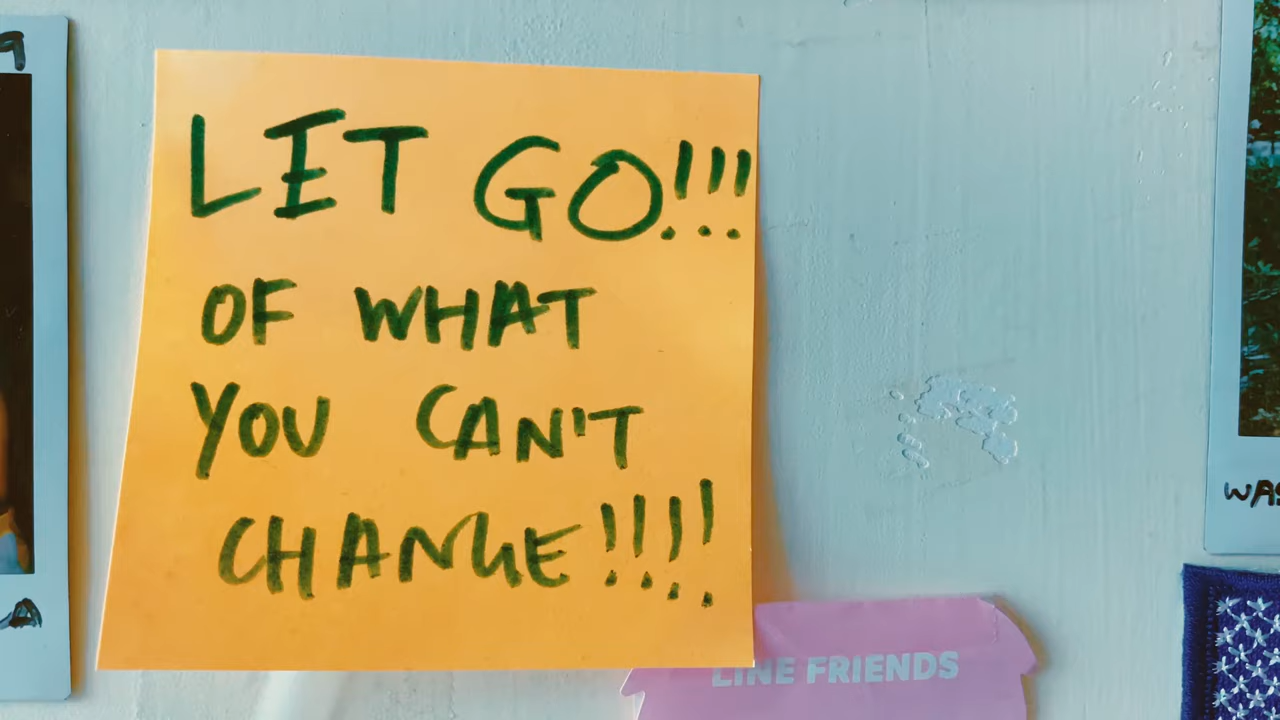 LET GO!!!
OF WHAT
YOU CAN'T
CHANGE!!!!
LINE FRIENDS